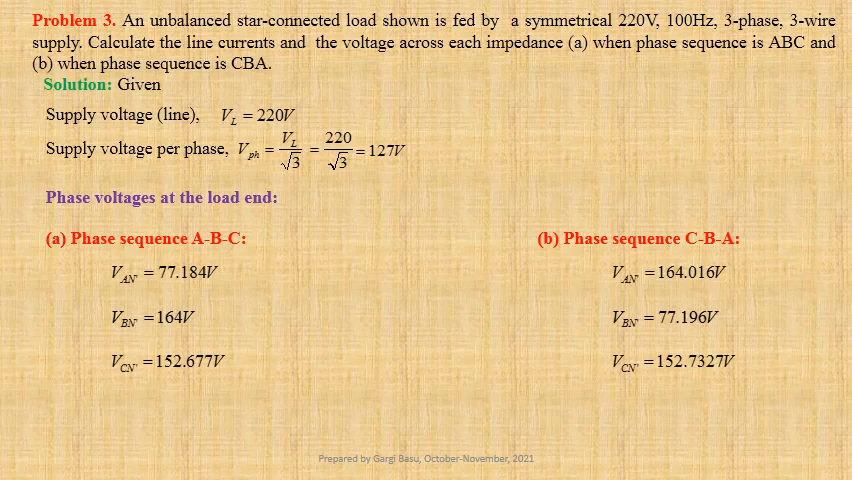 Problem 3. An unbalanced star-connected load shown is fed by a symmetrical 220V, 100Hz, 3-phase, 3-wire
supply. Calculate the line currents and the voltage across each impedance (a) when phase sequence is ABC and
(b) when phase sequence is CBA.
Solution: Given
Supply voltage (line), V_L = 220V
Supply voltage per phase, V_ph = V_L/√3 = 220/√3 = 127V
Phase voltages at the load end:
(a) Phase sequence A-B-C:
V_AN' = 77.184V
V_BN' = 164V
V_CN' = 152.677V
(b) Phase sequence C-B-A:
V_AN' = 164.016V
V_BN' = 77.196V
V_CN' = 152.7327V
Prepared by Gargi Basu, October-November, 2021